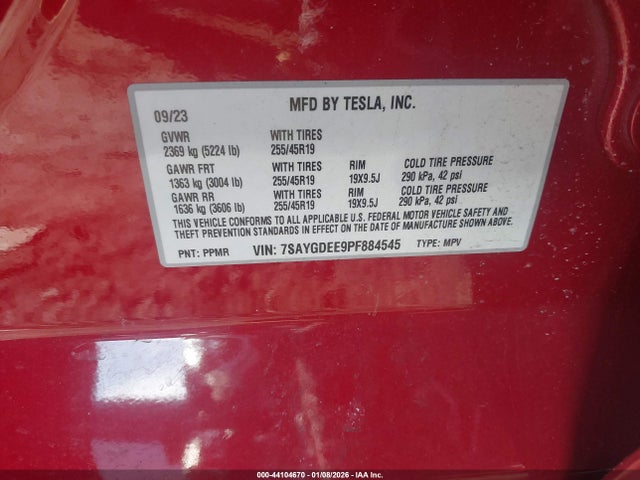 MFD BY TESLA, INC.
09/23
GVWR WITH TIRES
2369 kg (5224 lb) 255/45R19
GAWR FRT WITH TIRES RIM COLD TIRE PRESSURE
1363 kg (3004 lb) 255/45R19 19X9.5J 290 kPa, 42 psi
GAWR RR WITH TIRES RIM COLD TIRE PRESSURE
1636 kg (3606 lb) 255/45R19 19X9.5J 290 kPa, 42 psi
THIS VEHICLE CONFORMS TO ALL APPLICABLE U.S. FEDERAL MOTOR VEHICLE SAFETY AND
THEFT PREVENTION STANDARDS IN EFFECT ON THE DATE OF MANUFACTURE SHOWN ABOVE.
PNT: PPMR VIN: 7SAYGDEE9PF884545 TYPE: MPV
000-44104670 | 01/08/2026 | IAA Inc.